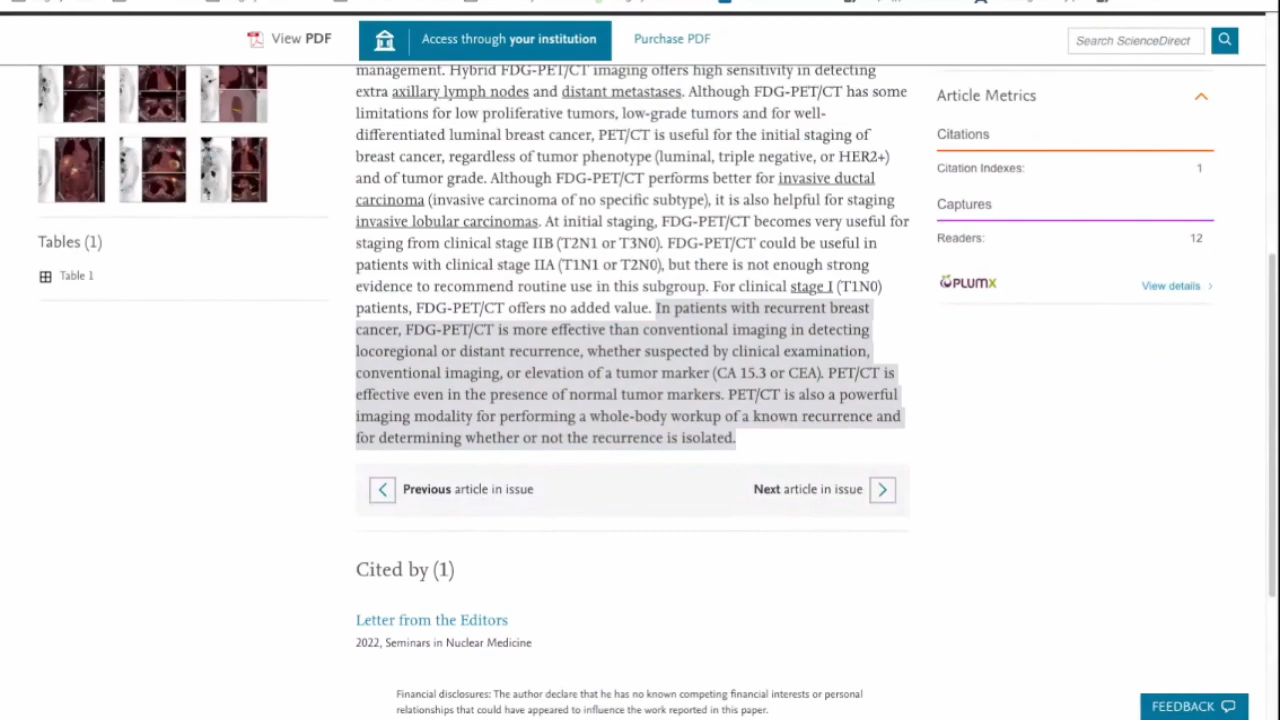 View PDF
Access through your institution
Purchase PDF
Search ScienceDirect
management. Hybrid FDG-PET/CT imaging offers high sensitivity in detecting
extra axillary lymph nodes and distant metastases. Although FDG-PET/CT has some
limitations for low proliferative tumors, low-grade tumors and for well-
differentiated luminal breast cancer, PET/CT is useful for the initial staging of
breast cancer, regardless of tumor phenotype (luminal, triple negative, or HER2+)
and of tumor grade. Although FDG-PET/CT performs better for invasive ductal
carcinoma (invasive carcinoma of no specific subtype), it is also helpful for staging
invasive lobular carcinomas. At initial staging, FDG-PET/CT becomes very useful for
staging from clinical stage IIB (T2N1 or T3N0). FDG-PET/CT could be useful in
patients with clinical stage IIA (T1N1 or T2N0), but there is not enough strong
evidence to recommend routine use in this subgroup. For clinical stage I (T1N0)
patients, FDG-PET/CT offers no added value. In patients with recurrent breast
cancer, FDG-PET/CT is more effective than conventional imaging in detecting
locoregional or distant recurrence, whether suspected by clinical examination,
conventional imaging, or elevation of a tumor marker (CA 15.3 or CEA). PET/CT is
effective even in the presence of normal tumor markers. PET/CT is also a powerful
imaging modality for performing a whole-body workup of a known recurrence and
for determining whether or not the recurrence is isolated.
Tables (1)
Table 1
Article Metrics
Citations
Citation Indexes: 1
Captures
Readers: 12
PLUMX
View details
Previous article in issue
Next article in issue
Cited by (1)
Letter from the Editors
2022, Seminars in Nuclear Medicine
Financial disclosures: The author declare that he has no known competing financial interests or personal
relationships that could have appeared to influence the work reported in this paper.
FEEDBACK